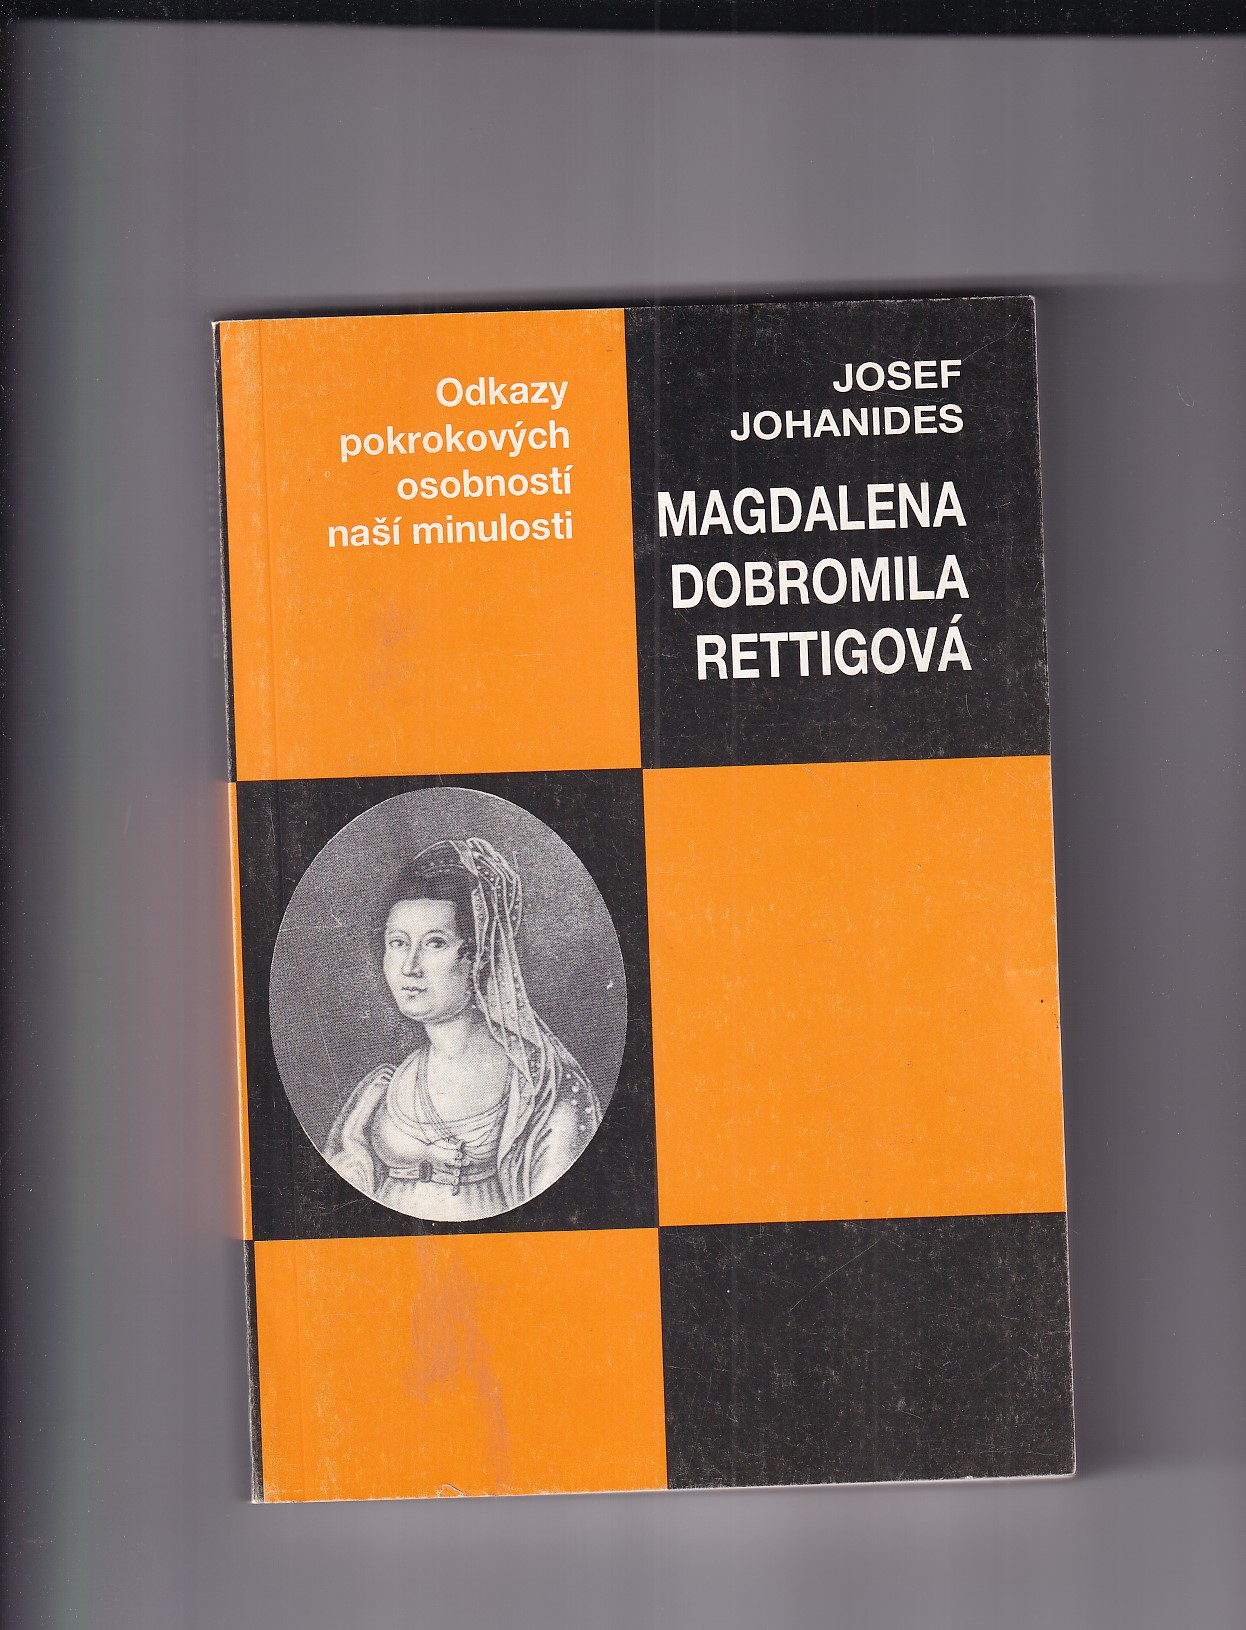 Odkazy
pokrokových
osobností
naší minulosti
JOSEF
JOHANIDES
MAGDALENA
DOBROMILA
RETTIGOVÁ